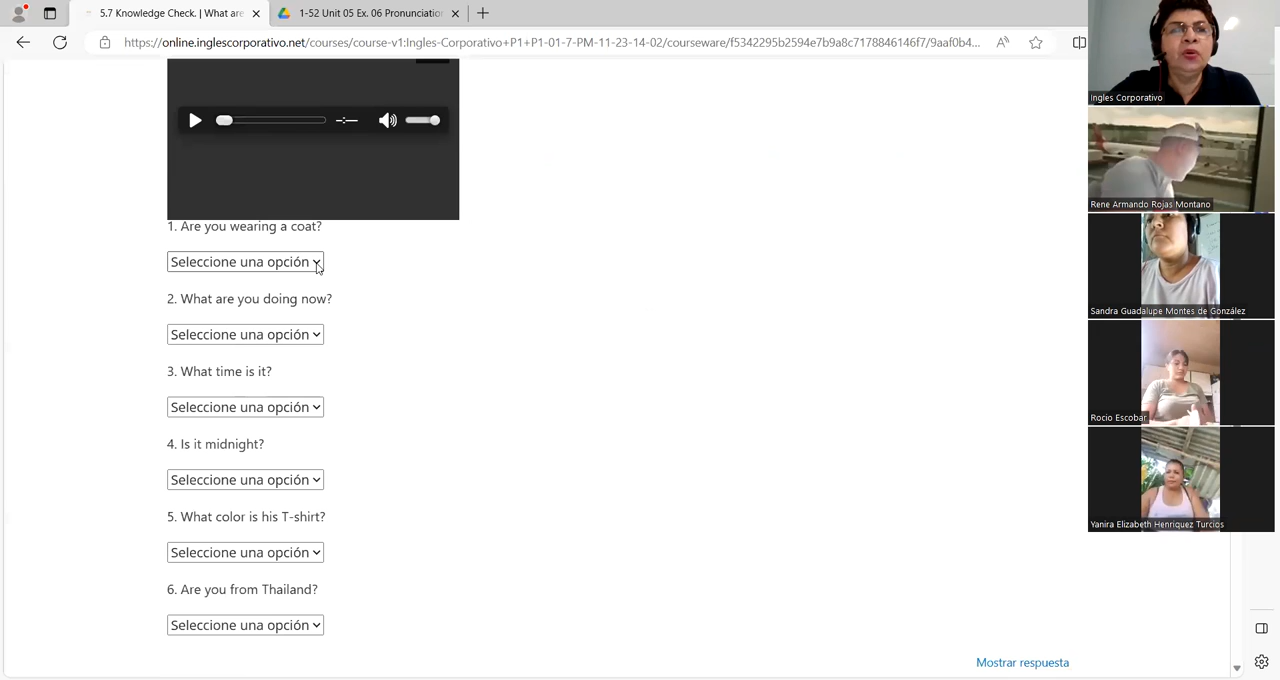 5.7 Knowledge Check. | What are
1-52 Unit 05 Ex. 06 Pronunciation
https://online.inglescorporativo.net/courses/course-v1:Ingles-Corporativo+P1+P1-01-7-PM-11-23-14-02/courseware/f5342295b2594e7b9a8c7178846146f7/9aaf0b4...
1. Are you wearing a coat?
Seleccione una opción
2. What are you doing now?
Seleccione una opción
3. What time is it?
Seleccione una opción
4. Is it midnight?
Seleccione una opción
5. What color is his T-shirt?
Seleccione una opción
6. Are you from Thailand?
Seleccione una opción
Mostrar respuesta
Ingles Corporativo
Rene Armando Rojas Montano
Sandra Guadalupe Montes de González
Rocio Escobar
Yanira Elizabeth Henriquez Turcios